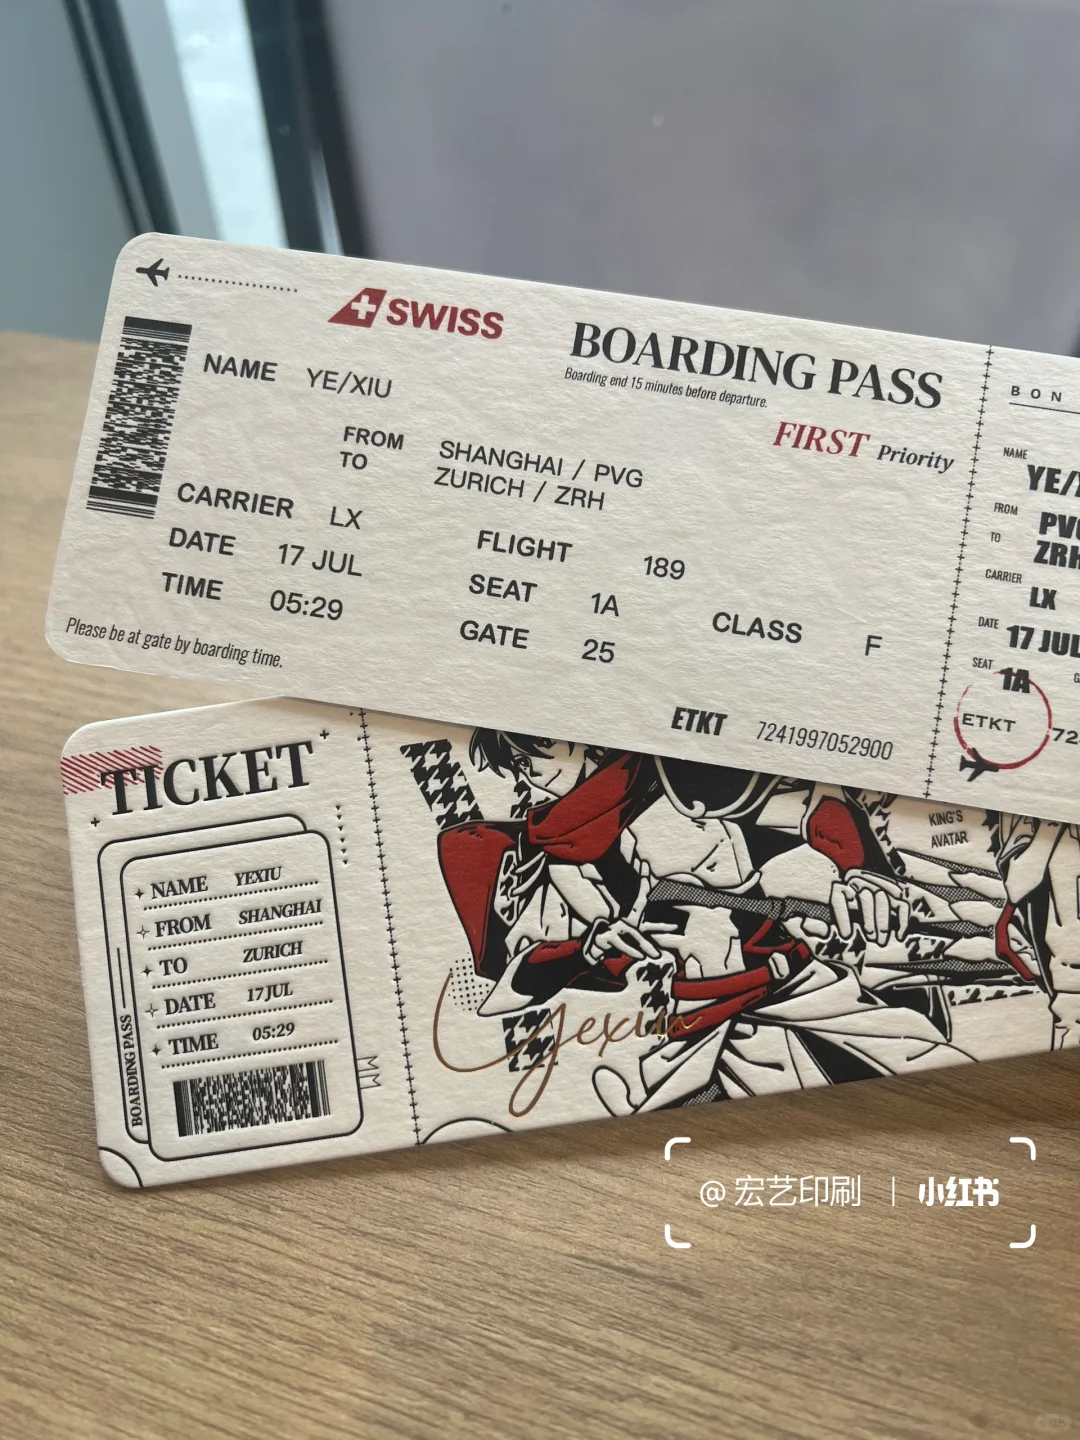 SWISS
BOARDING PASS
Boarding end 15 minutes before departure.
FIRST Priority
NAME YE/XIU
FROM SHANGHAI / PVG
TO ZURICH / ZRH
CARRIER LX
FLIGHT 189
DATE 17 JUL
SEAT 1A
CLASS F
TIME 05:29
GATE 25
Please be at gate by boarding time.
ETKT 7241997052900
BON
NAME
YE/
FROM
TO
ZRH
CARRIER
LX
DATE
17 JUL
SEAT
1A
ETKT
TICKET
NAME YEXIU
FROM SHANGHAI
TO ZURICH
DATE 17JUL
TIME 05:29
BOARDING PASS
MM
Yexiu
KING'S
AVATAR
@宏艺印刷 | 小红书